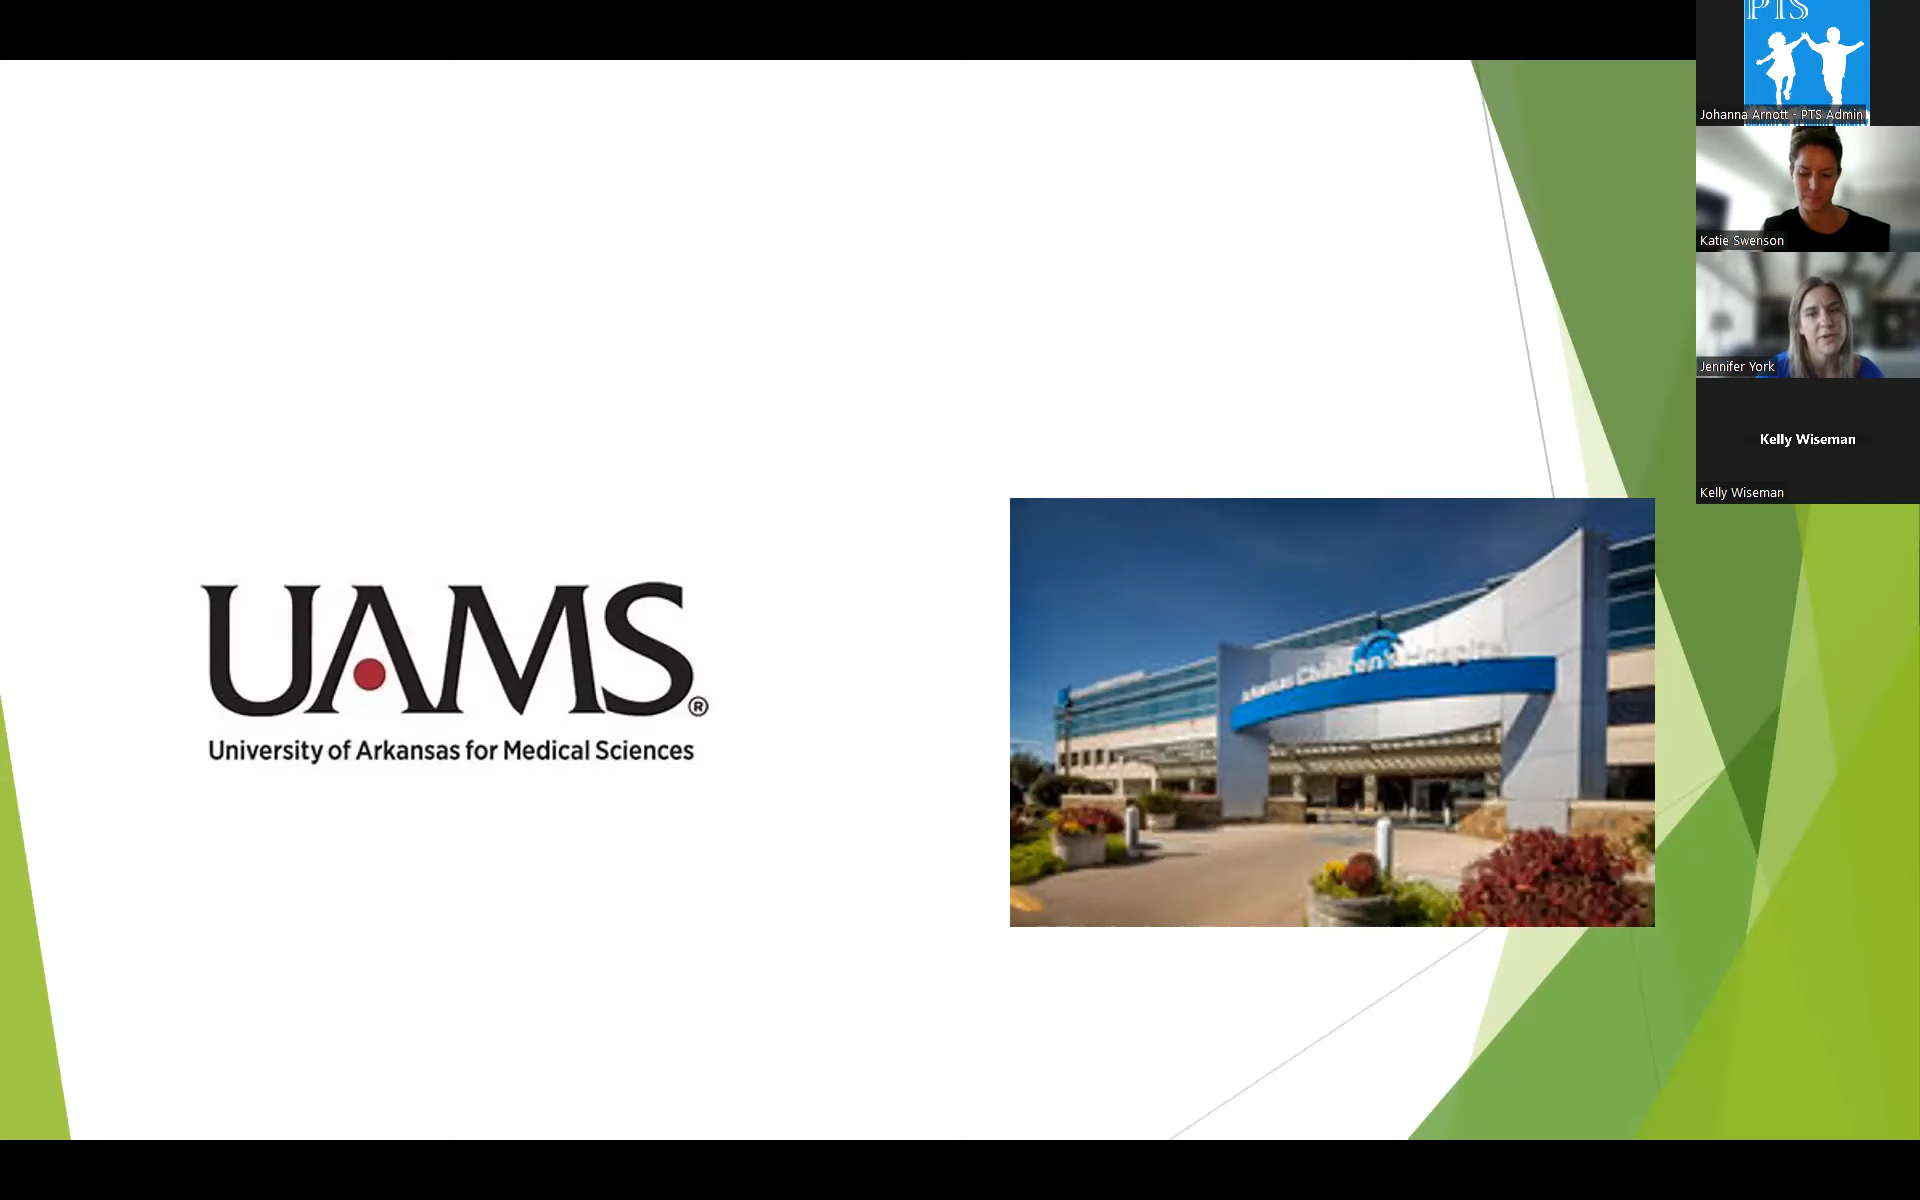 PTS
Johanna Arnott - PTS Admin
Katie Swenson
Jennifer York
Kelly Wiseman
Kelly Wiseman
UAMS®
University of Arkansas for Medical Sciences
Arkansas Children's Hospital